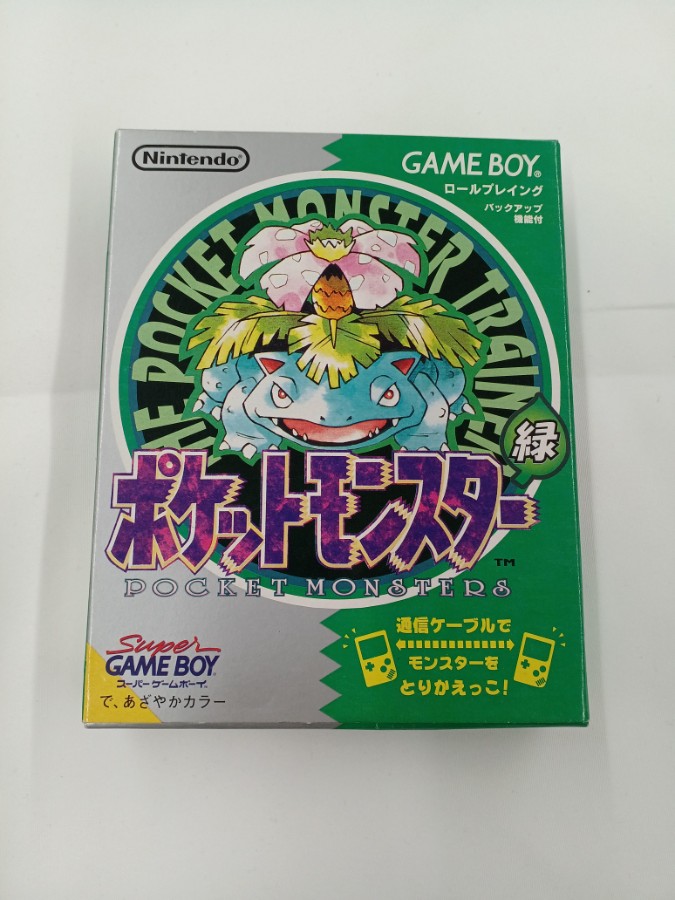 Nintendo®
GAME BOY®
ロールプレイング
バックアップ
機能付
THE POCKET MONSTER TRAINER
緑
ポケットモンスター
TM
POCKET MONSTERS
通信ケーブルで
モンスターを
とりかえっこ!
Super
GAME BOY
スーパーゲームボーイ
で、あざやかカラー